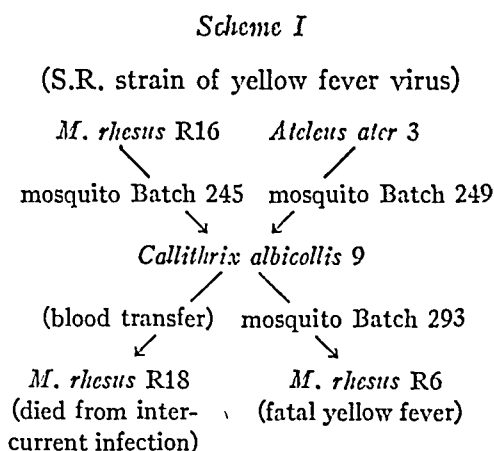 Scheme I
(S.R. strain of yellow fever virus)
M. rhesus R16 Ateleus ater 3
mosquito Batch 245 mosquito Batch 249
Callithrix albicollis 9
(blood transfer) mosquito Batch 293
M. rhesus R18 M. rhesus R6
(died from inter- (fatal yellow fever)
current infection)